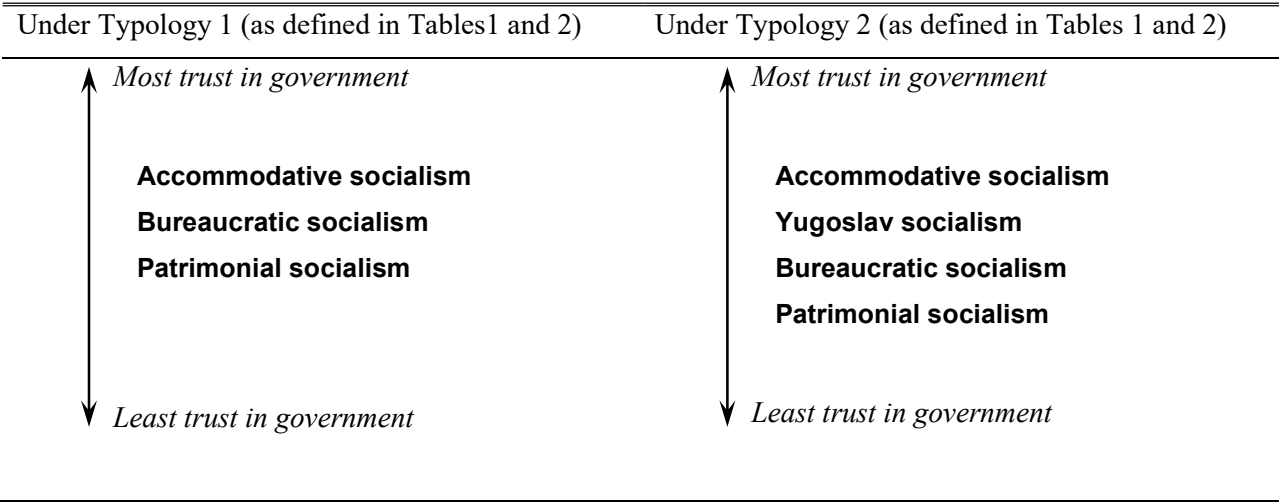 Under Typology 1 (as defined in Tables1 and 2)
Under Typology 2 (as defined in Tables 1 and 2)
Most trust in government
Accommodative socialism
Bureaucratic socialism
Patrimonial socialism
Least trust in government
Most trust in government
Accommodative socialism
Yugoslav socialism
Bureaucratic socialism
Patrimonial socialism
Least trust in government